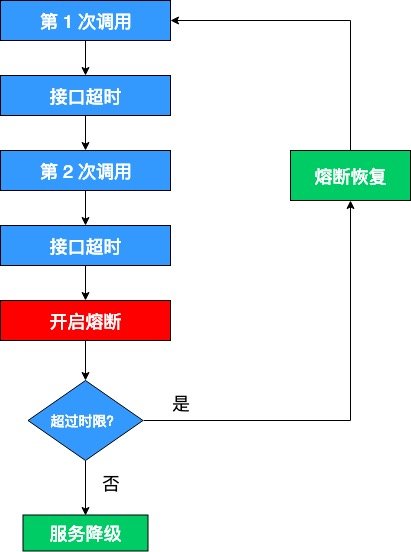 第 1 次调用
接口超时
第 2 次调用
熔断恢复
接口超时
开启熔断
超过时限?
是
否
服务降级